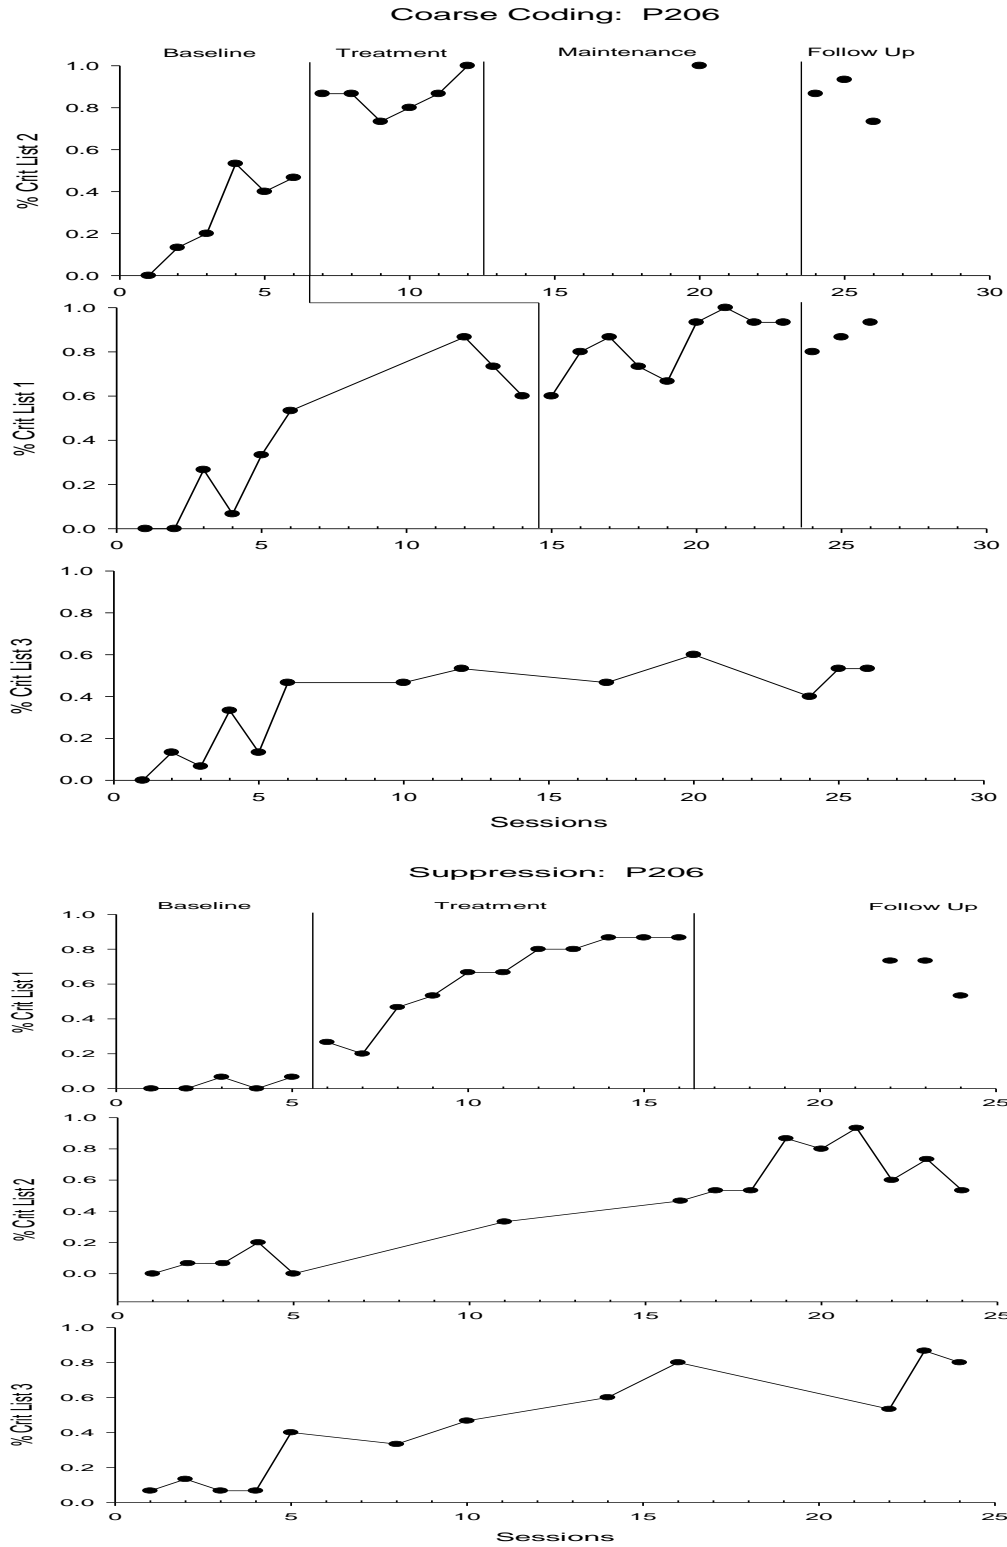 Coarse Coding: P206
Baseline Treatment Maintenance Follow Up
% Crit List 2
1.0
0.8
0.6
0.4
0.2
0.0
0 5 10 15 20 25 30
% Crit List 1
1.0
0.8
0.6
0.4
0.2
0.0
0 5 10 15 20 25 30
% Crit List 3
1.0
0.8
0.6
0.4
0.2
0.0
0 5 10 15 20 25 30
Sessions
Suppression: P206
Baseline Treatment Follow Up
% Crit List 1
1.0
0.8
0.6
0.4
0.2
0.0
0 5 10 15 20 25
% Crit List 2
1.0
0.8
0.6
0.4
0.2
0.0
0 5 10 15 20 25
% Crit List 3
1.0
0.8
0.6
0.4
0.2
0.0
0 5 10 15 20 25
Sessions